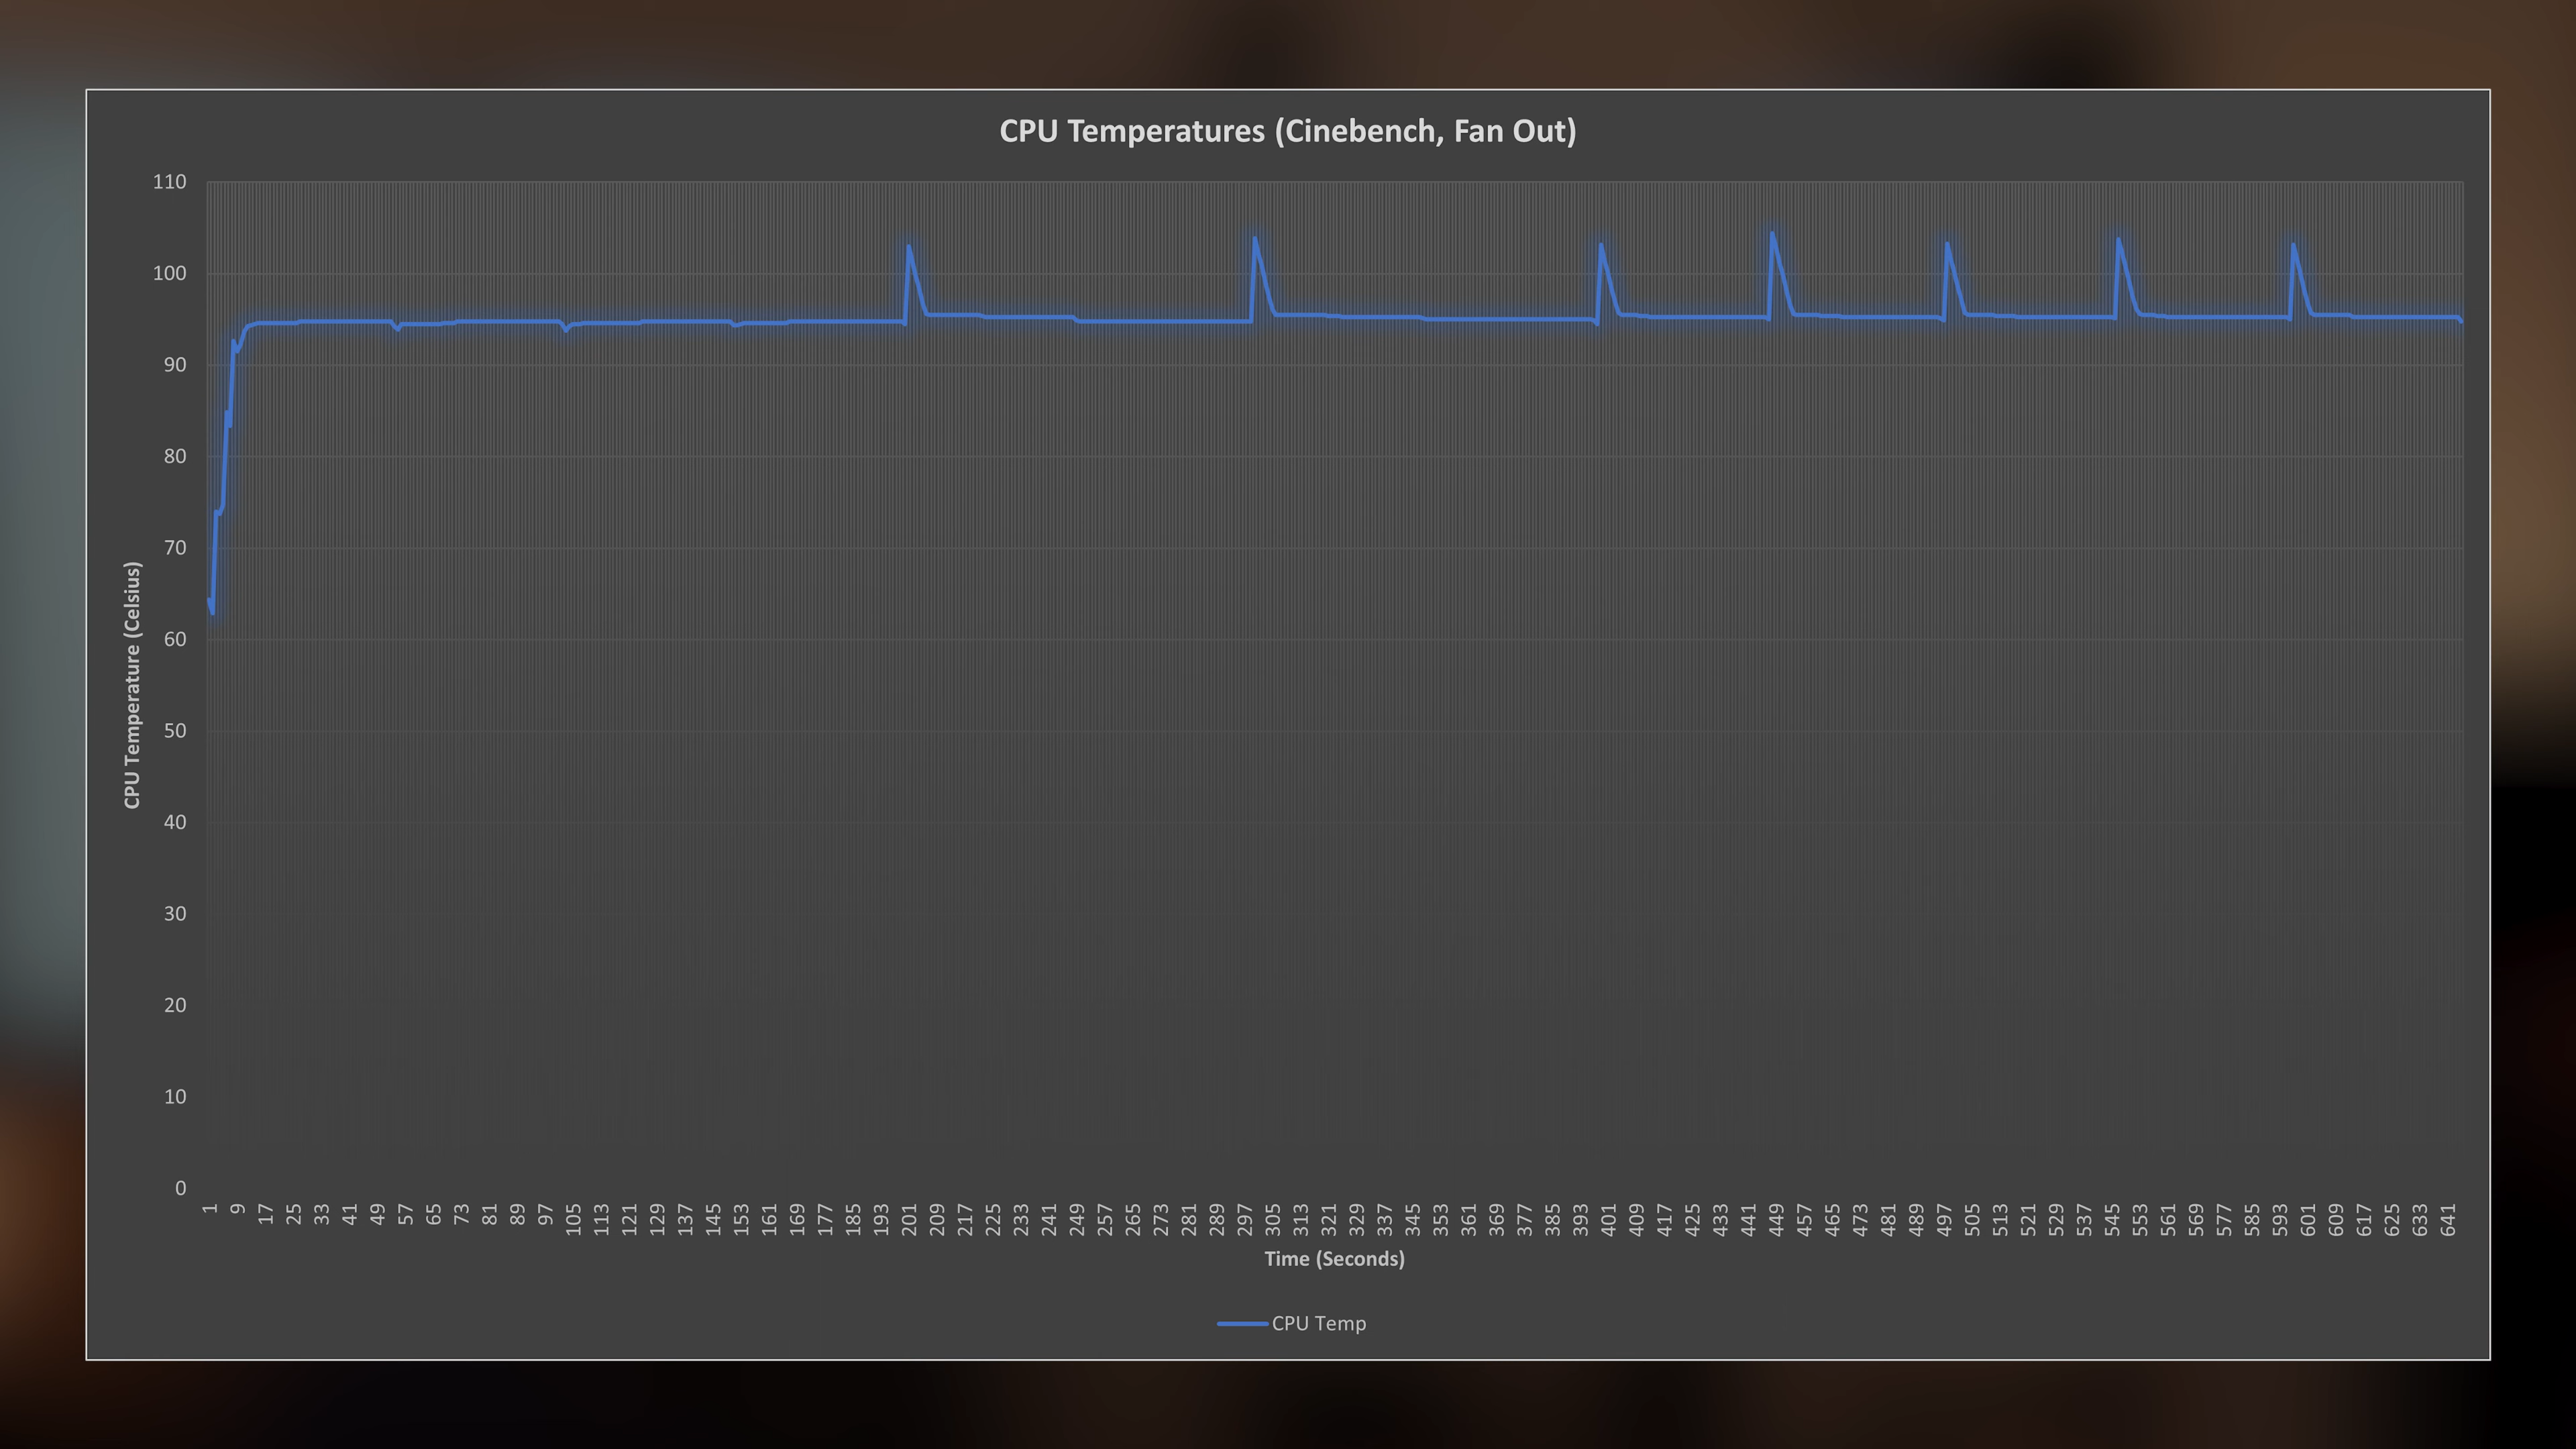 CPU Temperatures (Cinebench, Fan Out)
110
100
90
80
70
60
50
40
30
20
10
0
CPU Temperature (Celsius)
1 9 17 25 33 41 49 57 65 73 81 89 97 105 113 121 129 137 145 153 161 169 177 185 193 201 209 217 225 233 241 249 257 265 273 281 289 297 305 313 321 329 337 345 353 361 369 377 385 393 401 409 417 425 433 441 449 457 465 473 481 489 497 505 513 521 529 537 545 553 561 569 577 585 593 601 609 617 625 633 641
Time (Seconds)
CPU Temp